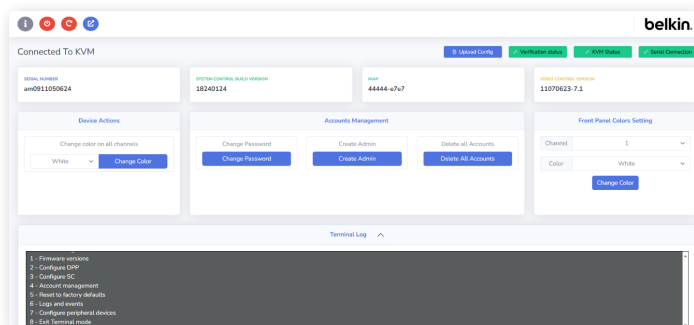 belkin.
Connected To KVM
Upload Config
Verification status
KVM Status
Serial Connection
SERIAL NUMBER
am0911050624
SYSTEM CONTROL BUILD VERSION
18240124
44444-e7e7
VIDEO CONTROL VERSION
11070623-7.1
Device Actions
Accounts Management
Front Panel Colors Setting
Change color on all channels
White
Change Color
Change Password
Change Password
Create Admin
Create Admin
Delete all Accounts
Delete All Accounts
Channel
1
Color
White
Change Color
Terminal Log
1 - Firmware versions
2 - Configure DPP
3 - Configure SC
4 - Account management
5 - Reset to factory defaults
6 - Logs and events
7 - Configure peripheral devices
8 - Exit Terminal mode